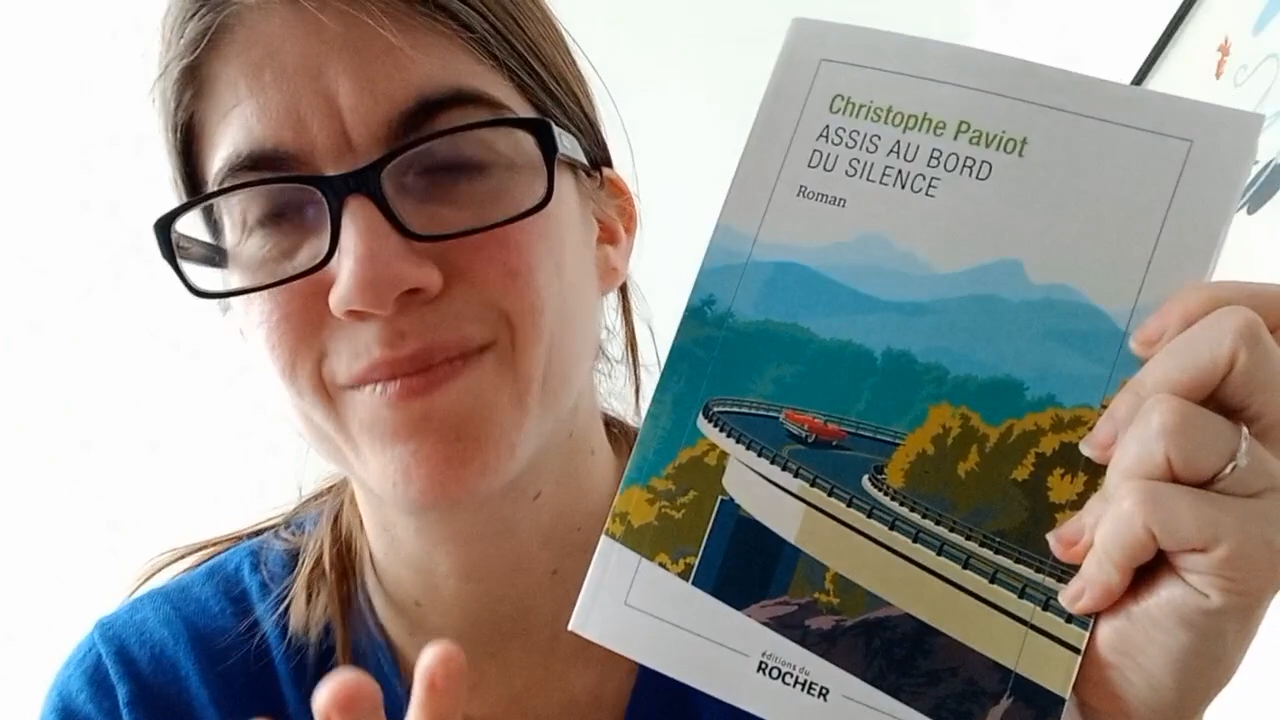 Christophe Paviot
ASSIS AU BORD
DU SILENCE
Roman
éditions du
ROCHER